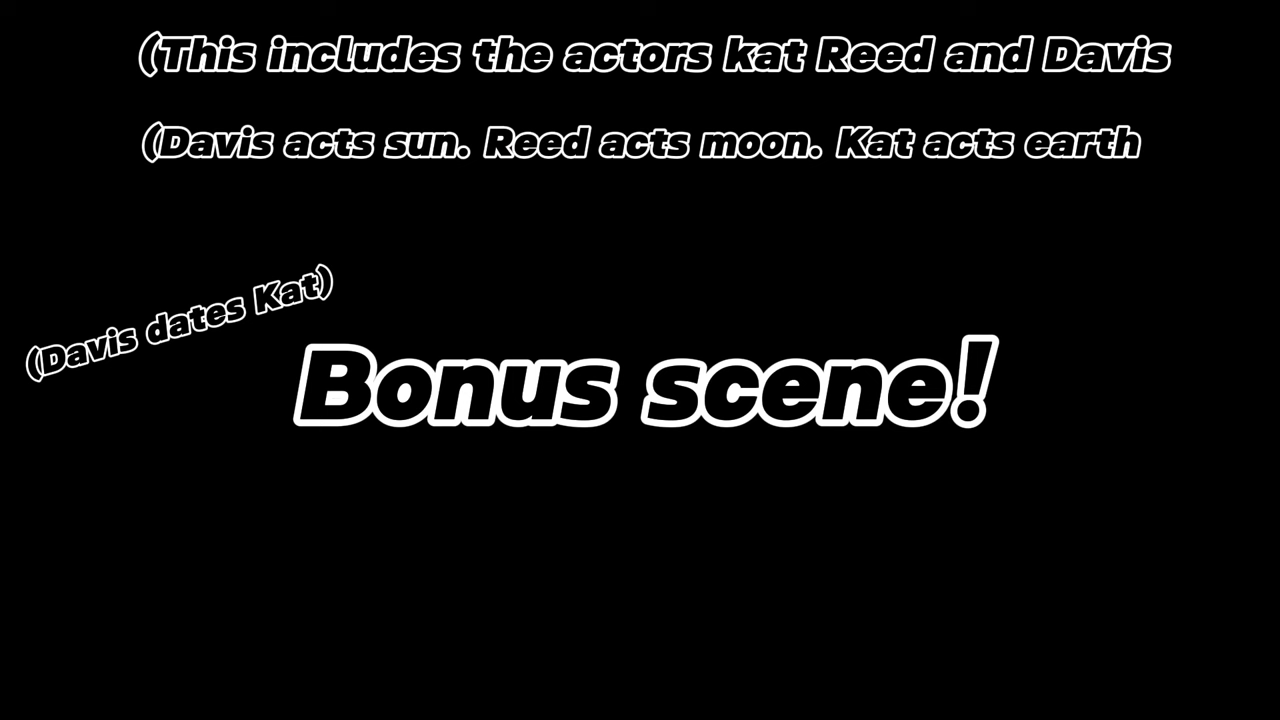 (This includes the actors kat Reed and Davis
(Davis acts sun. Reed acts moon. Kat acts earth
(Davis dates Kat)
Bonus scene!